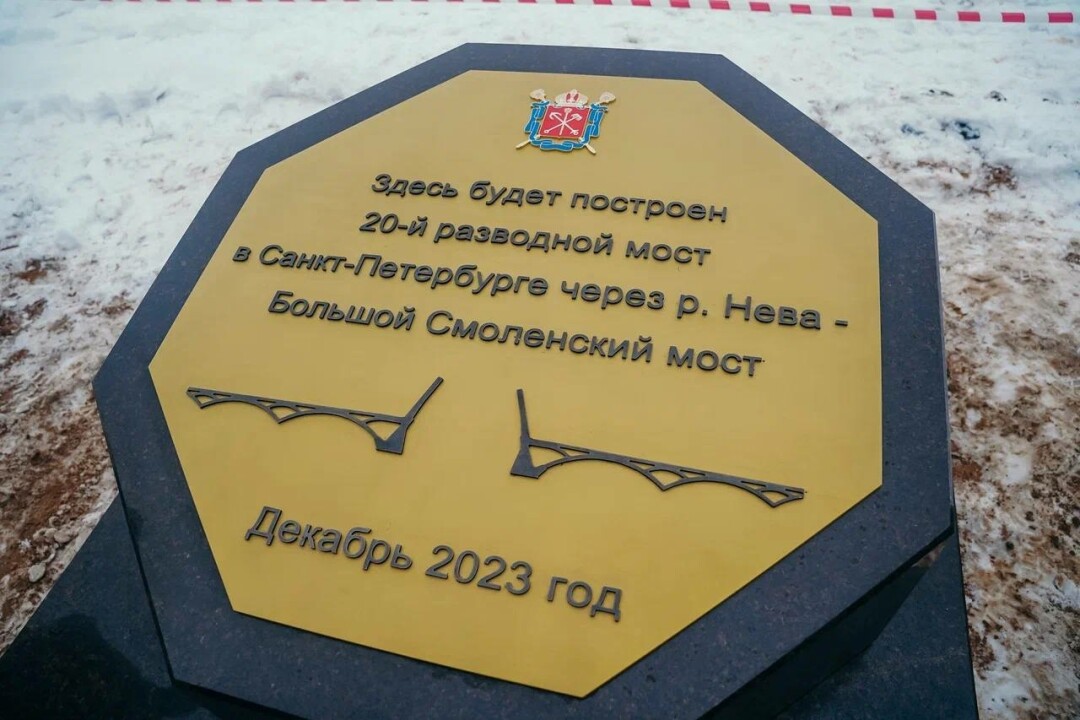 Здесь будет построен
20-й разводной мост
в Санкт-Петербурге через р. Нева -
Большой Смоленский мост
Декабрь 2023 год